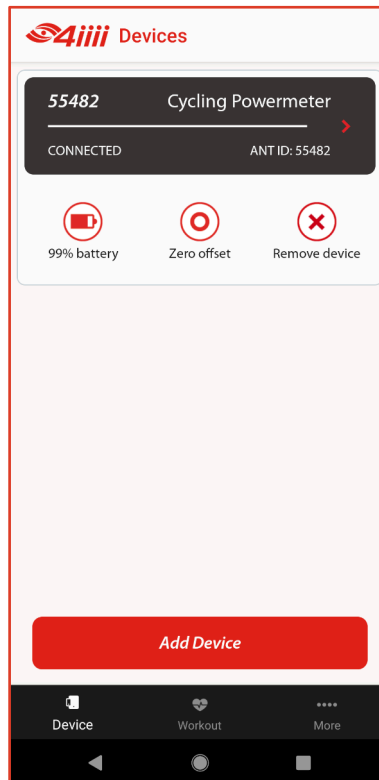 4iiii Devices
55482 Cycling Powermeter
CONNECTED ANT ID: 55482
99% battery Zero offset Remove device
Add Device
Device Workout More